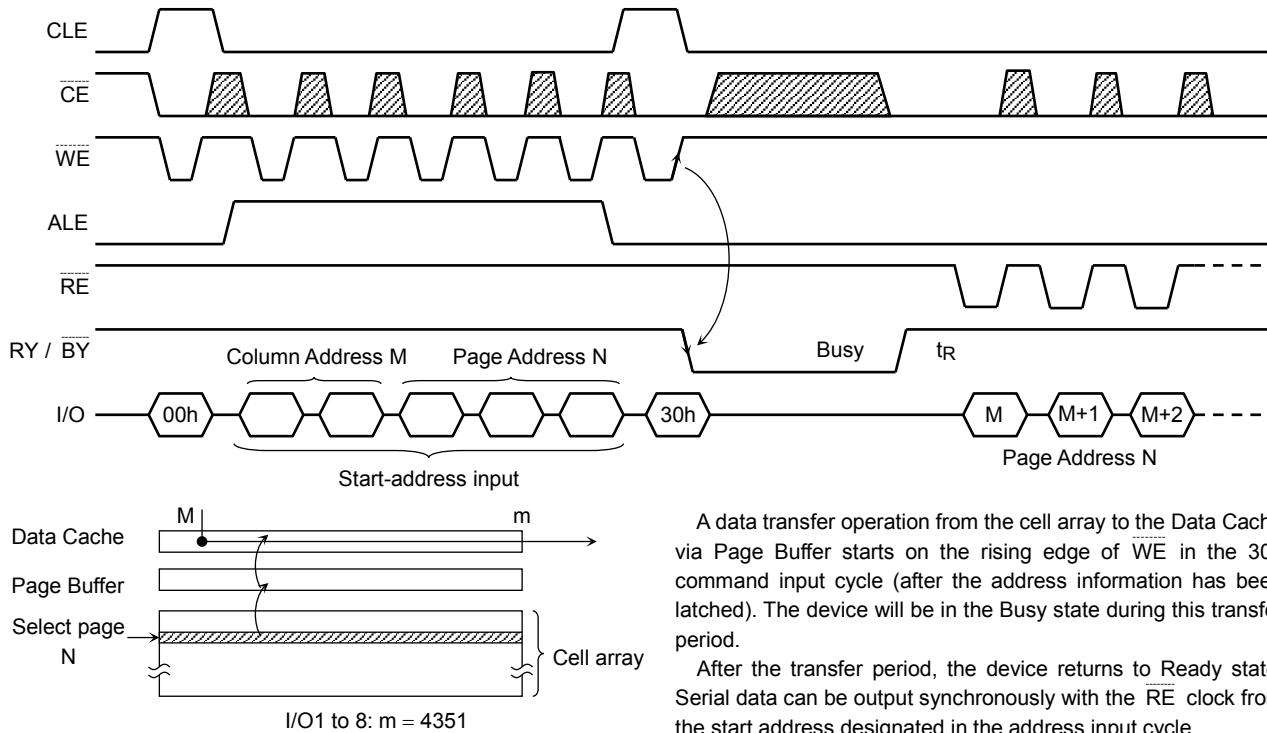 CLE
CE
WE
ALE
RE
RY / BY
Busy
tR
Column Address M
Page Address N
I/O
00h
30h
M
M+1
M+2
Start-address input
Page Address N
M
m
Data Cache
Page Buffer
Select page
N
Cell array
I/O1 to 8: m = 4351
A data transfer operation from the cell array to the Data Cach
via Page Buffer starts on the rising edge of WE in the 30
command input cycle (after the address information has bee
latched). The device will be in the Busy state during this transfe
period.
After the transfer period, the device returns to Ready stat
Serial data can be output synchronously with the RE clock fro
the start address designated in the address input cycle